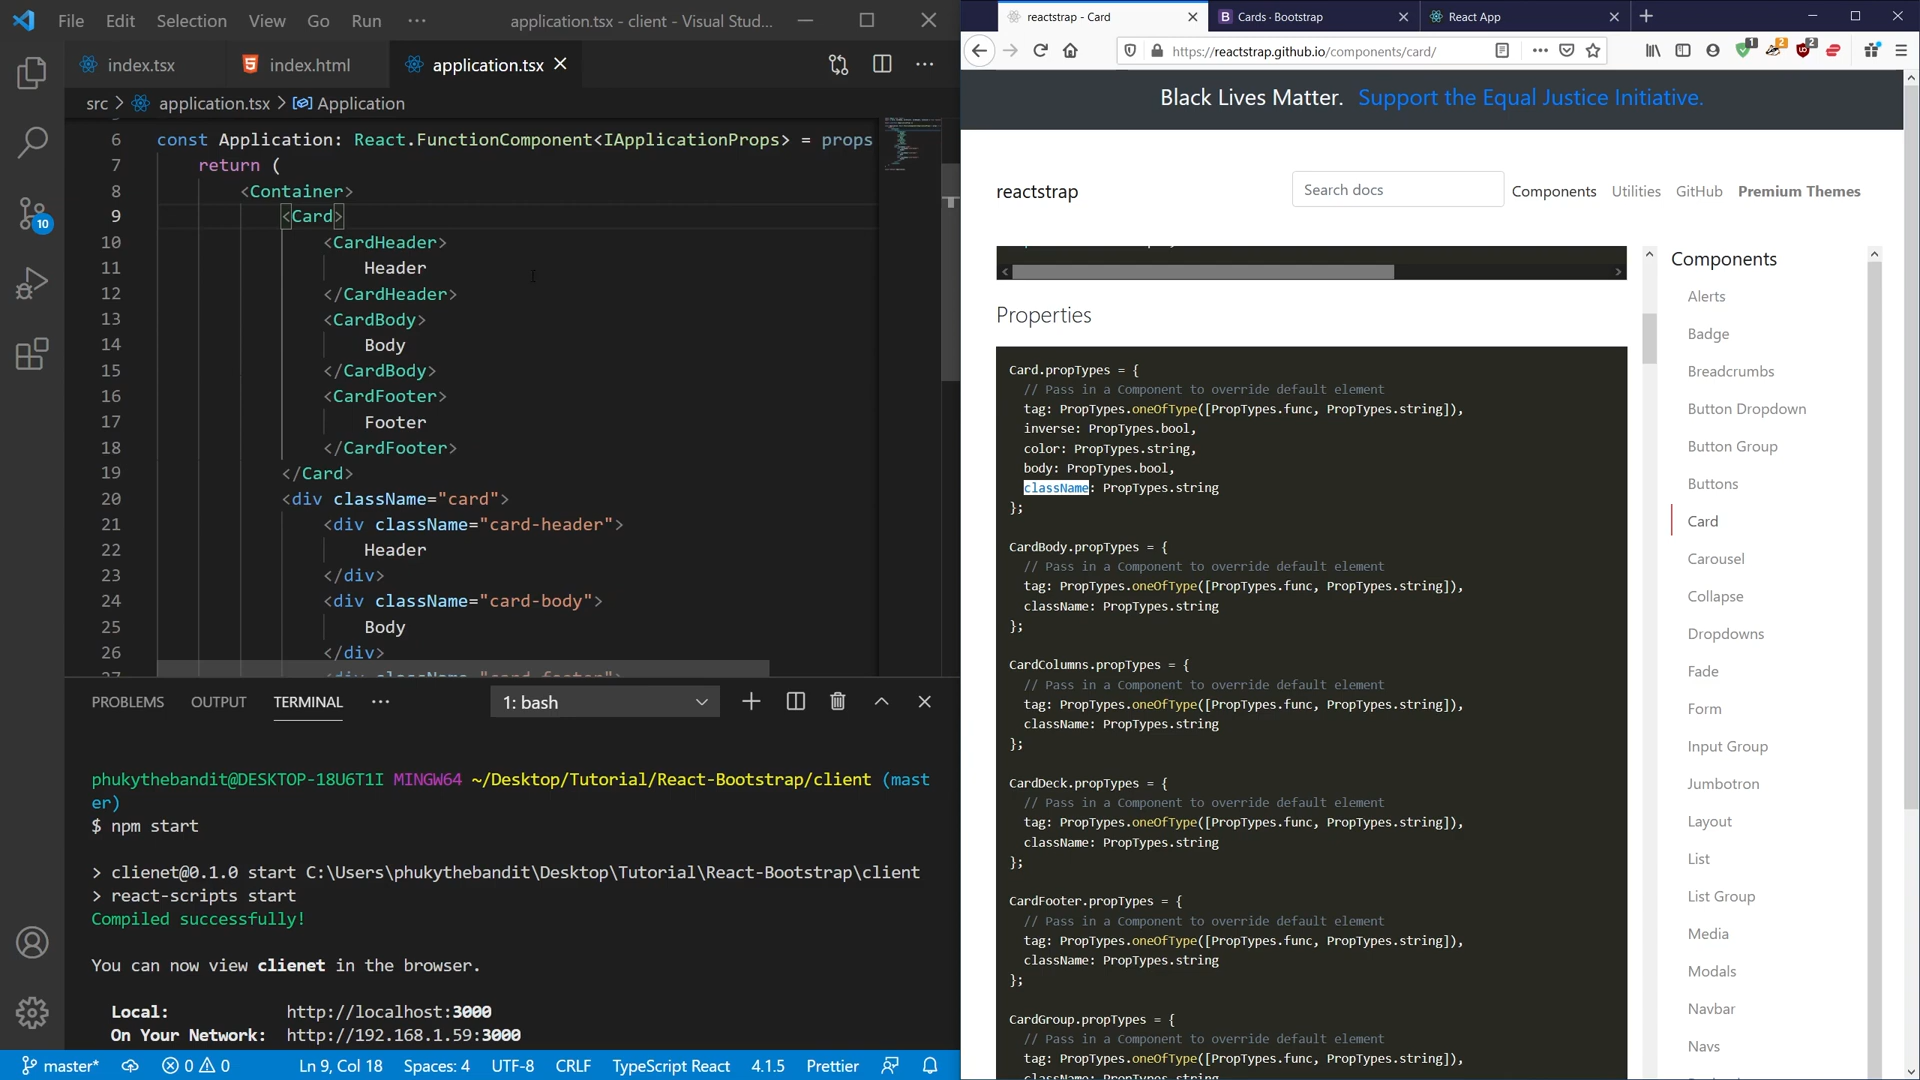 File Edit Selection View Go Run ··· application.tsx - client - Visual Stud...
index.tsx index.html application.tsx
src > application.tsx > Application
6 const Application: React.FunctionComponent<IApplicationProps> = props
7 return (
8 <Container>
9 <Card>
10 <CardHeader>
11 Header
12 </CardHeader>
13 <CardBody>
14 Body
15 </CardBody>
16 <CardFooter>
17 Footer
18 </CardFooter>
19 </Card>
20 <div className="card">
21 <div className="card-header">
22 Header
23 </div>
24 <div className="card-body">
25 Body
26 </div>
27 <div className="card-footer">
10
PROBLEMS OUTPUT TERMINAL ··· 1: bash
phukythebandit@DESKTOP-18U6T1I MINGW64 ~/Desktop/Tutorial/React-Bootstrap/client (mast
er)
$ npm start
> clienet@0.1.0 start C:\Users\phukythebandit\Desktop\Tutorial\React-Bootstrap\client
> react-scripts start
Compiled successfully!
You can now view clienet in the browser.
Local: http://localhost:3000
On Your Network: http://192.168.1.59:3000
master* 0 0 Ln 9, Col 18 Spaces: 4 UTF-8 CRLF TypeScript React 4.1.5 Prettier
reactstrap - Card Cards · Bootstrap React App
https://reactstrap.github.io/components/card/ 1 2 2
Black Lives Matter. Support the Equal Justice Initiative.
reactstrap Search docs Components Utilities GitHub Premium Themes
Properties
Card.propTypes = {
// Pass in a Component to override default element
tag: PropTypes.oneOfType([PropTypes.func, PropTypes.string]),
inverse: PropTypes.bool,
color: PropTypes.string,
body: PropTypes.bool,
className: PropTypes.string
};
CardBody.propTypes = {
// Pass in a Component to override default element
tag: PropTypes.oneOfType([PropTypes.func, PropTypes.string]),
className: PropTypes.string
};
CardColumns.propTypes = {
// Pass in a Component to override default element
tag: PropTypes.oneOfType([PropTypes.func, PropTypes.string]),
className: PropTypes.string
};
CardDeck.propTypes = {
// Pass in a Component to override default element
tag: PropTypes.oneOfType([PropTypes.func, PropTypes.string]),
className: PropTypes.string
};
CardFooter.propTypes = {
// Pass in a Component to override default element
tag: PropTypes.oneOfType([PropTypes.func, PropTypes.string]),
className: PropTypes.string
};
CardGroup.propTypes = {
// Pass in a Component to override default element
tag: PropTypes.oneOfType([PropTypes.func, PropTypes.string]),
className: PropTypes.string
Components
Alerts
Badge
Breadcrumbs
Button Dropdown
Button Group
Buttons
Card
Carousel
Collapse
Dropdowns
Fade
Form
Input Group
Jumbotron
Layout
List
List Group
Media
Modals
Navbar
Navs